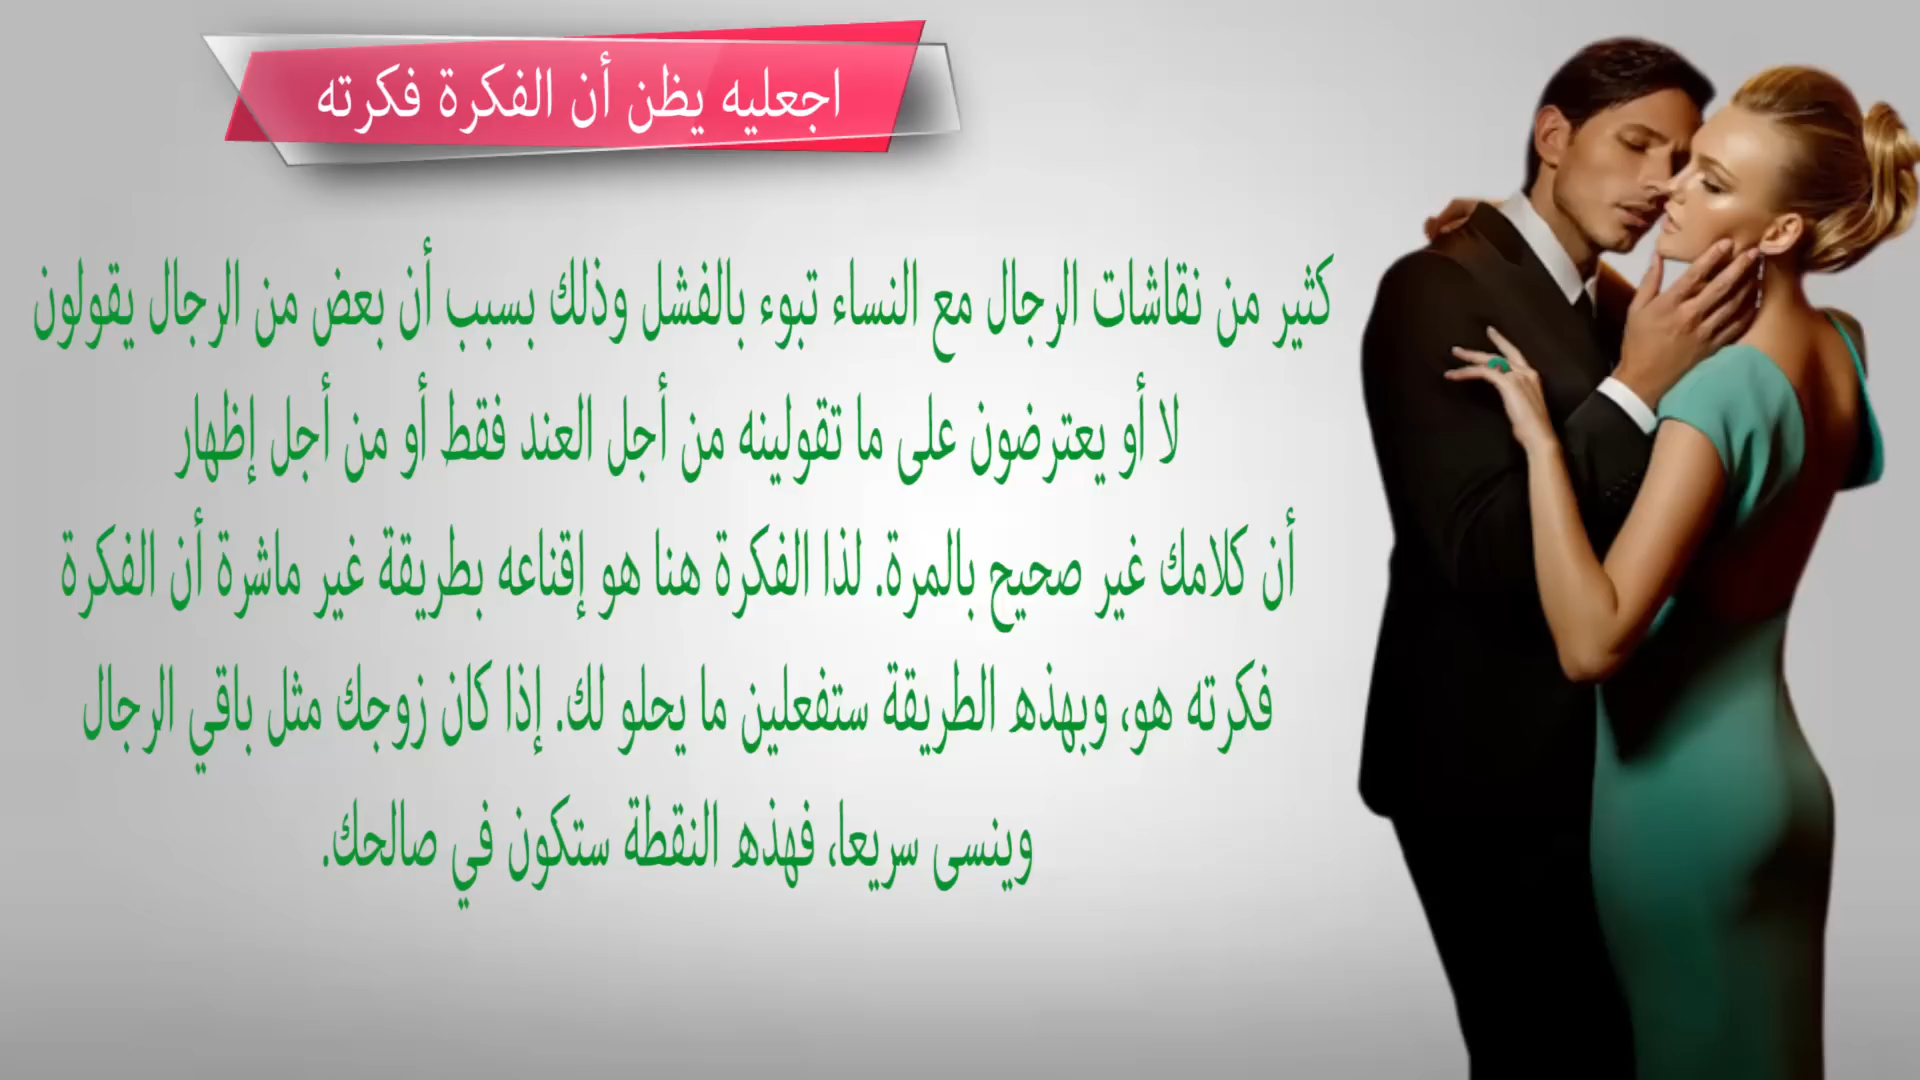 اجعليه يظن أن الفكرة فكرته
كثير من نقاشات الرجال مع النساء تبوء بالفشل وذلك بسبب أن بعض من الرجال يقولون
لا أو يعترضون على ما تقولينه من أجل العند فقط أو من أجل إظهار
أن كلامك غير صحيح بالمرة. لذا الفكرة هنا هو إقناعه بطريقة غير ماشرة أن الفكرة
فكرته هو، وبهذه الطريقة ستفعلين ما يحلو لك. إذا كان زوجك مثل باقي الرجال
وينسى سريعا، فهذه النقطة ستكون في صالحك.